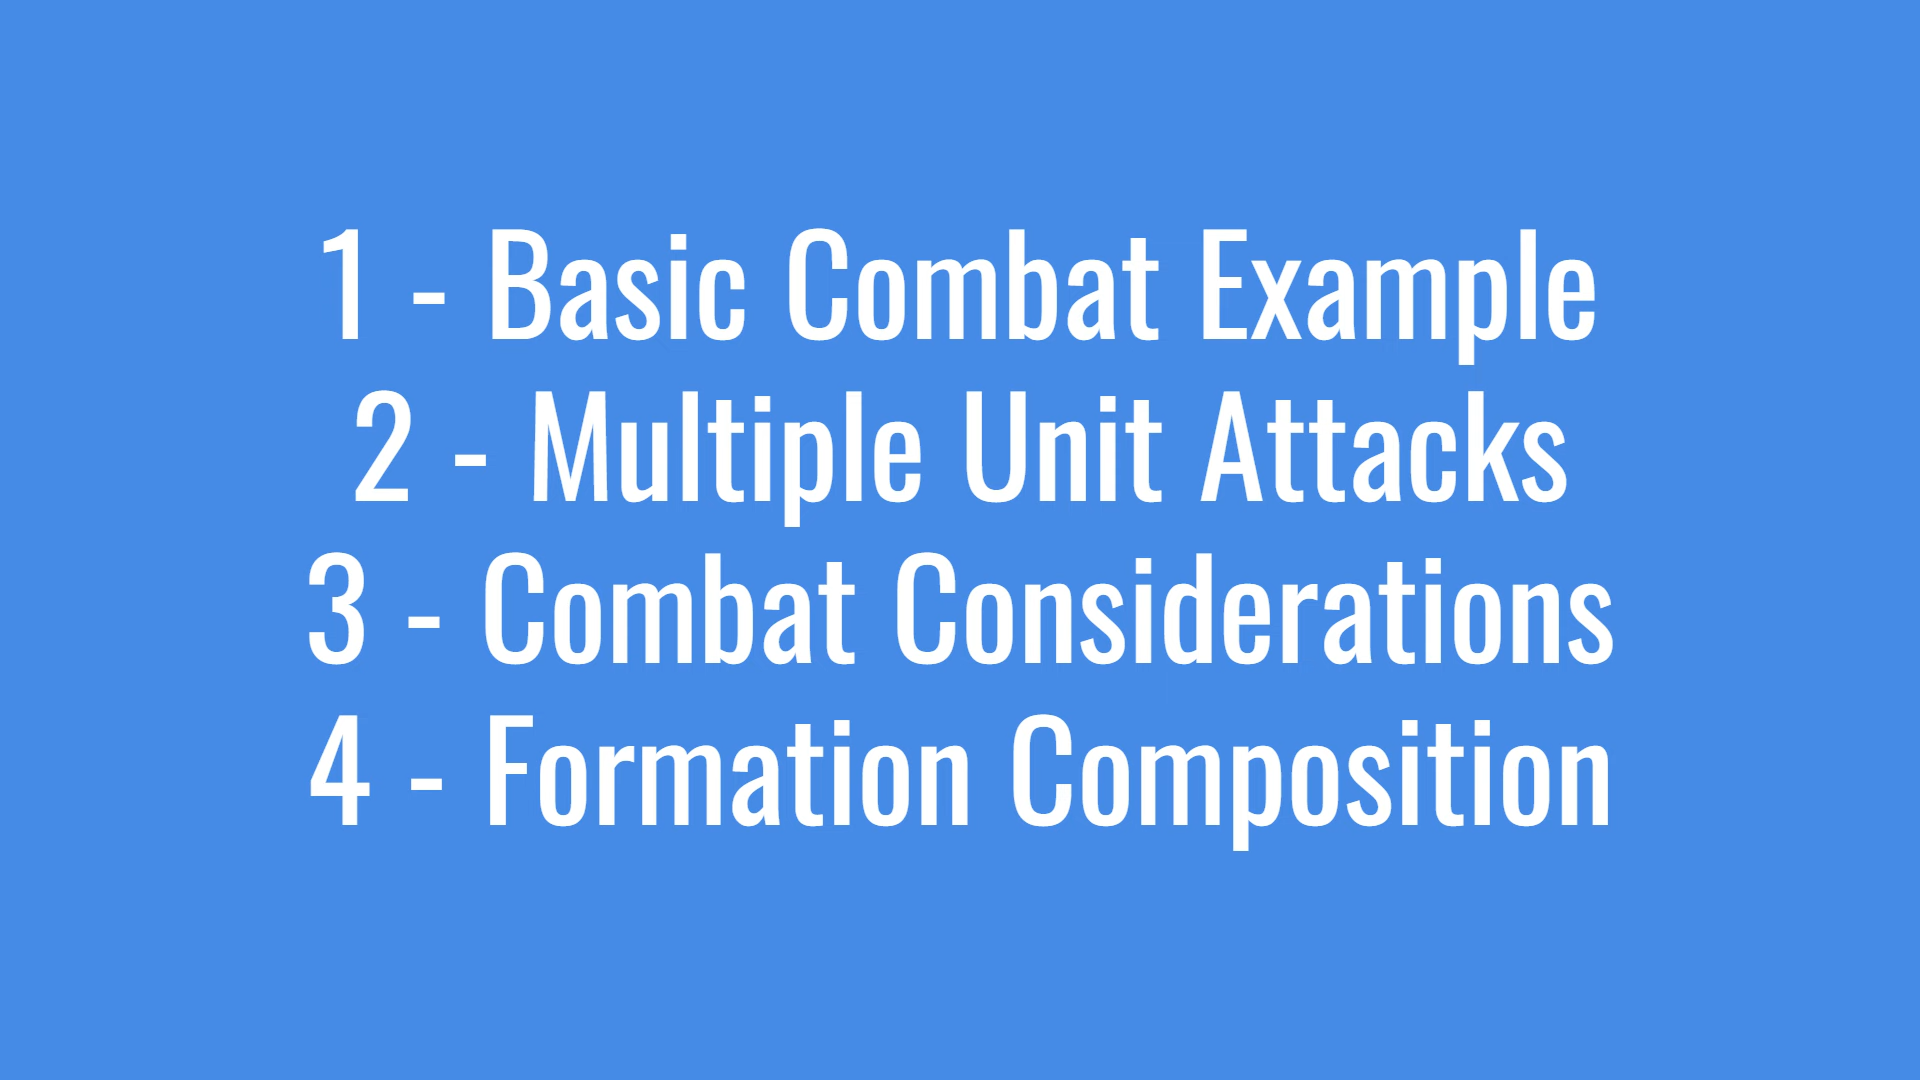 1 - Basic Combat Example
2 - Multiple Unit Attacks
3 - Combat Considerations
4 - Formation Composition